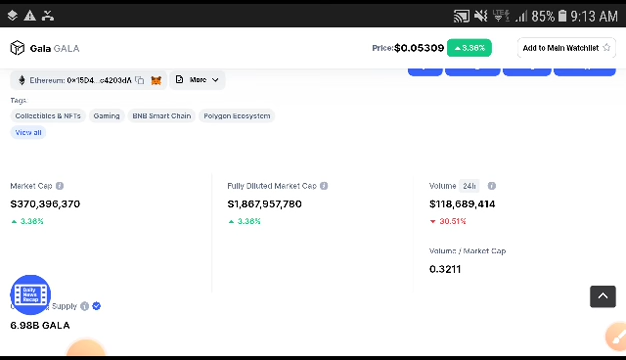 85% 9:13 AM
Gala GALA
Price:$0.05309 3.36% Add to Main Watchlist
Ethereum: 0x15D4...c4203dA More
Tags:
Collectibles & NFTs Gaming BNB Smart Chain Polygon Ecosystem
View all
Market Cap Fully Diluted Market Cap Volume 24h
$370,396,370 $1,867,957,780 $118,689,414
3.36% 3.36% 30.51%
Volume / Market Cap
0.3211
Daily News Recap
Supply
6.98B GALA